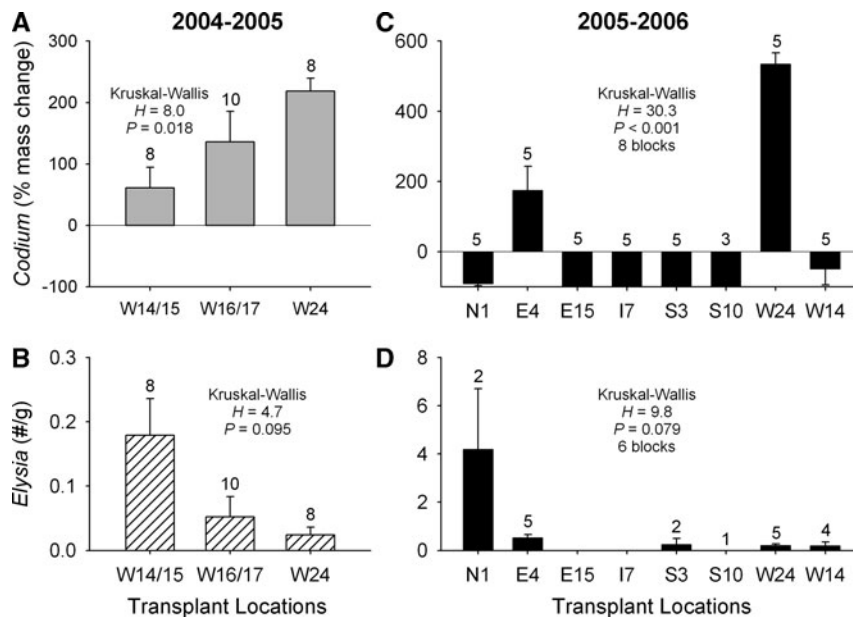 A 2004-2005
Codium (% mass change)
300
200
100
0
-100
Kruskal-Wallis
H = 8.0
P = 0.018
8
10
8
W14/15 W16/17 W24
C 2005-2006
600
400
200
0
Kruskal-Wallis
H = 30.3
P < 0.001
8 blocks
5
5
5
5
5
3
5
5
N1 E4 E15 I7 S3 S10 W24 W14
B
Elysia (#/g)
0.3
0.2
0.1
0.0
Kruskal-Wallis
H = 4.7
P = 0.095
8
10
8
W14/15 W16/17 W24
Transplant Locations
D
8
6
4
2
0
Kruskal-Wallis
H = 9.8
P = 0.079
6 blocks
2
5
2
1
5
4
N1 E4 E15 I7 S3 S10 W24 W14
Transplant Locations